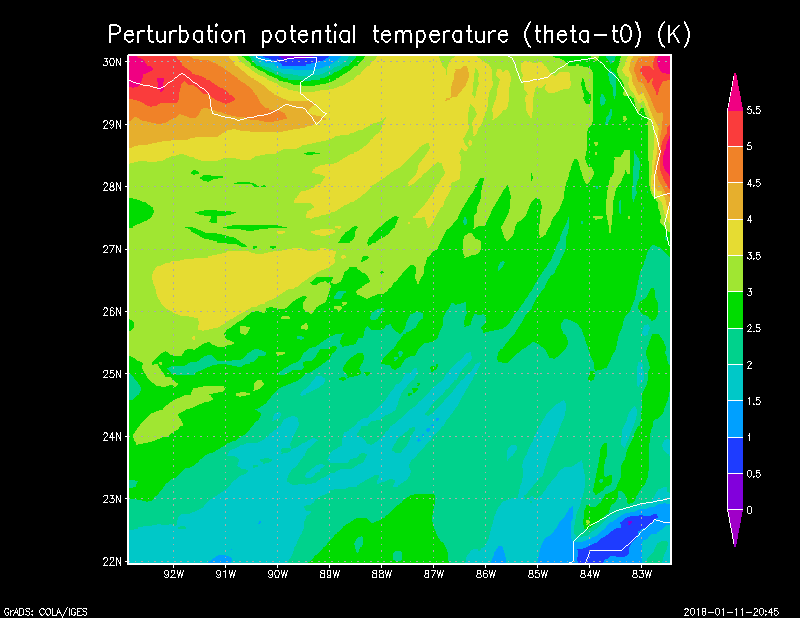 Perturbation potential temperature (theta-t0) (K)
30N
29N
28N
27N
26N
25N
24N
23N
22N
92W 91W 90W 89W 88W 87W 86W 85W 84W 83W
5.5
5
4.5
4
3.5
3
2.5
2
1.5
1
0.5
0
GrADS: COLA/IGES
2018-01-11-20:45